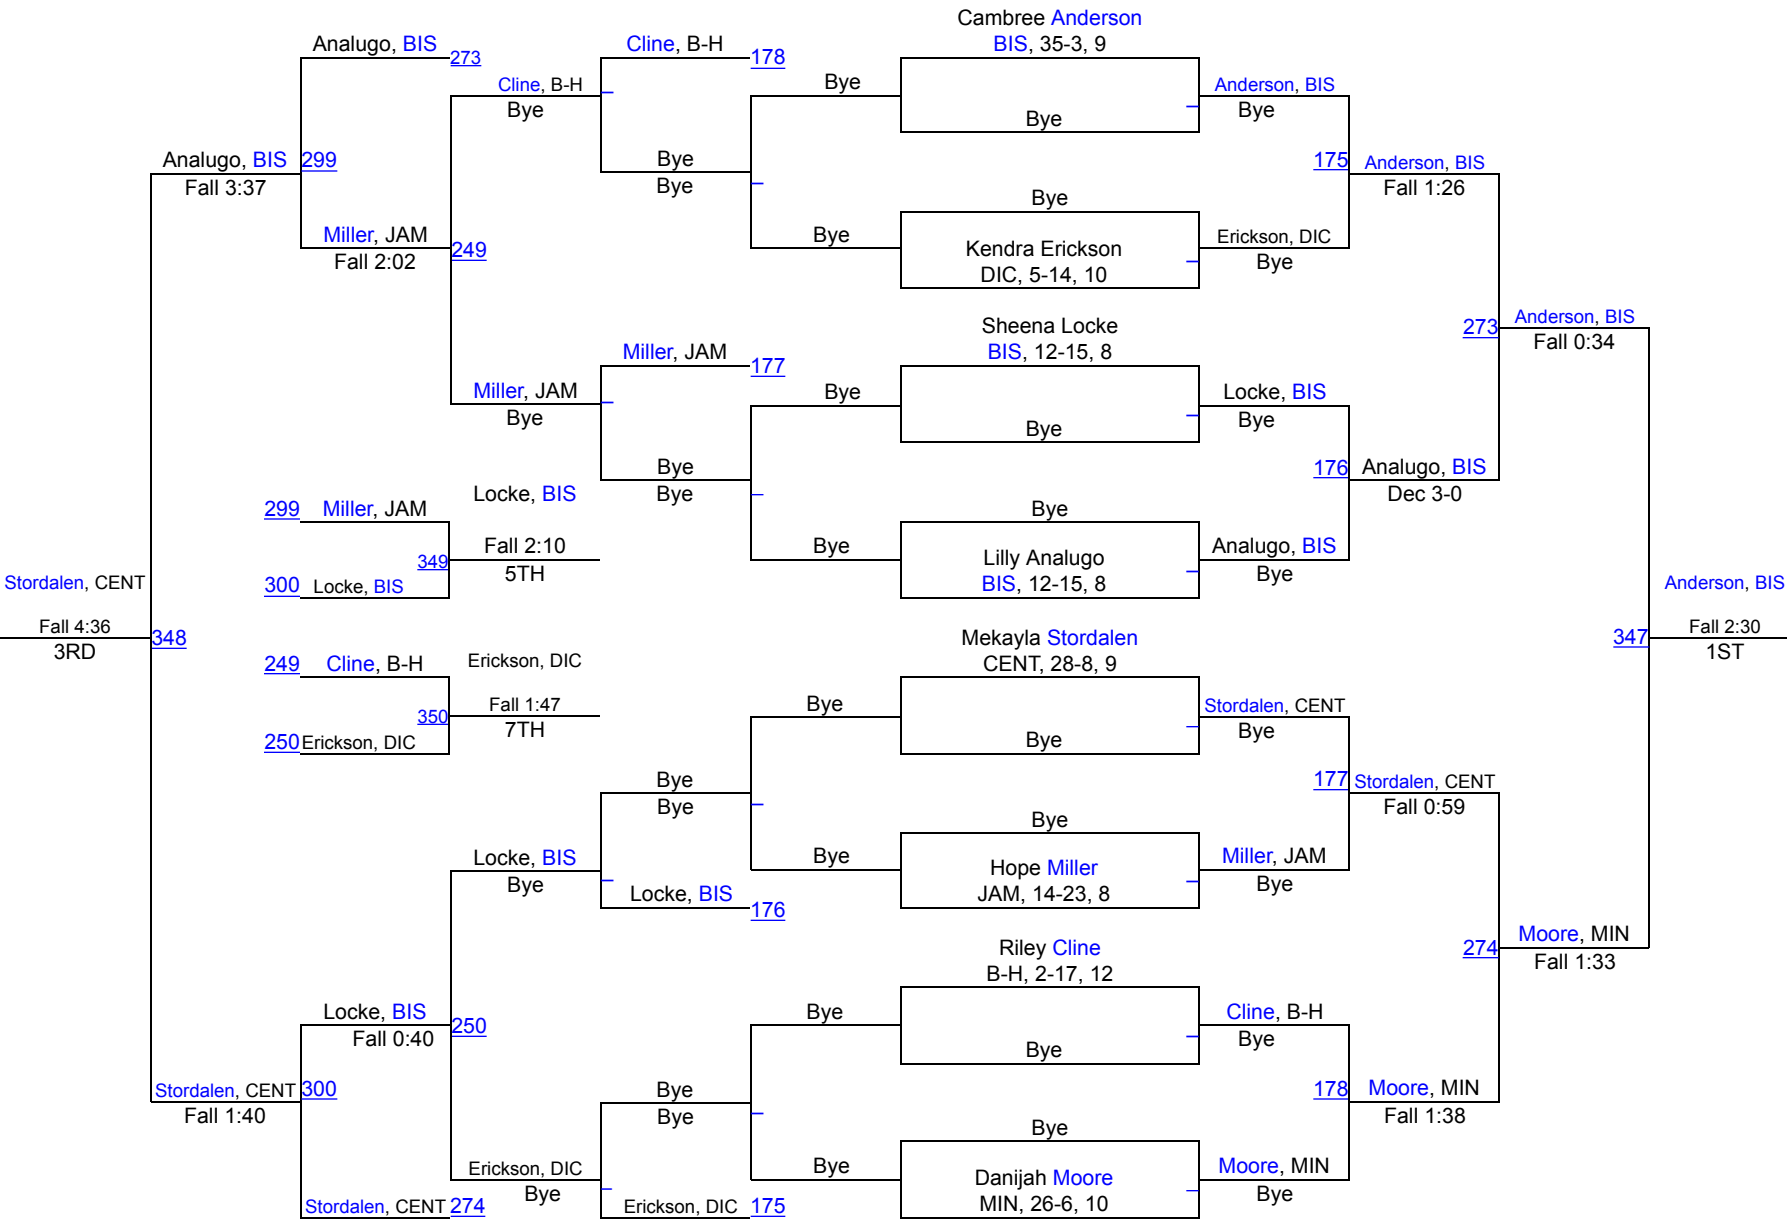 Cambree Anderson
Analugo, BIS
273
Cline, B-H
178
BIS, 35-3, 9
Cline, B-H
Bye
Bye
Anderson, BIS
Bye
Bye
Analugo, BIS
299
Fall 3:37
Bye
Bye
175
Anderson, BIS
Fall 1:26
Bye
Miller, JAM
249
Fall 2:02
Bye
Kendra Erickson
DIC, 5-14, 10
Erickson, DIC
Bye
Sheena Locke
BIS, 12-15, 8
273
Anderson, BIS
Fall 0:34
Miller, JAM
177
Miller, JAM
Bye
Bye
Bye
Locke, BIS
Bye
Bye
Bye
176
Analugo, BIS
Dec 3-0
299
Miller, JAM
Locke, BIS
Bye
349
Fall 2:10
5TH
Bye
Lilly Analugo
BIS, 12-15, 8
Analugo, BIS
Bye
Stordalen, CENT
300
Locke, BIS
Anderson, BIS
Fall 4:36
3RD
348
Mekayla Stordalen
CENT, 28-8, 9
347
Fall 2:30
1ST
249
Cline, B-H
Erickson, DIC
350
Fall 1:47
7TH
Bye
Stordalen, CENT
Bye
250
Erickson, DIC
Bye
Bye
Bye
177
Stordalen, CENT
Fall 0:59
Bye
Locke, BIS
Bye
Bye
Hope Miller
JAM, 14-23, 8
Miller, JAM
Bye
Locke, BIS
176
Riley Cline
B-H, 2-17, 12
274
Moore, MIN
Fall 1:33
Locke, BIS
250
Fall 0:40
Bye
Cline, B-H
Bye
Bye
Stordalen, CENT
300
Fall 1:40
Bye
Bye
178
Moore, MIN
Fall 1:38
Bye
Erickson, DIC
Bye
Bye
Danijah Moore
MIN, 26-6, 10
Moore, MIN
Bye
Stordalen, CENT
274
Erickson, DIC
175